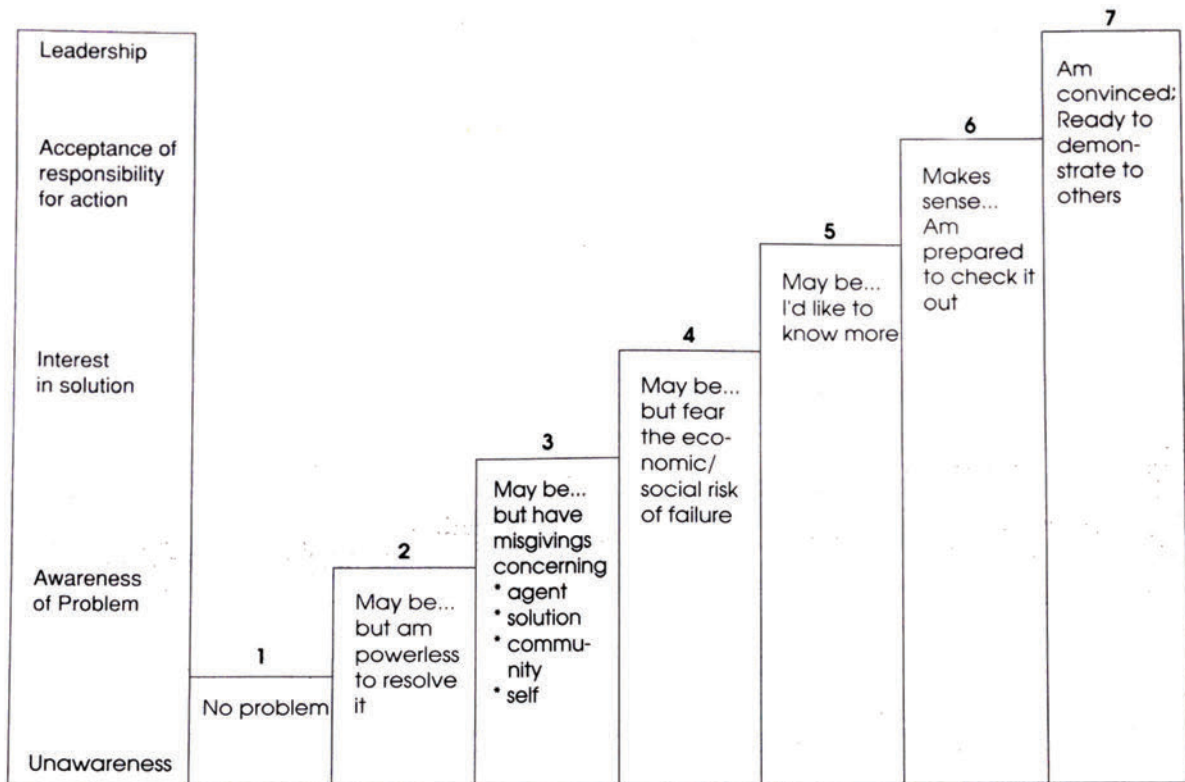 Leadership
Acceptance of
responsibility
for action
Interest
in solution
Awareness
of Problem
Unawareness
1
No problem
2
May be...
but am
powerless
to resolve
it
3
May be...
but have
misgivings
concerning
* agent
* solution
* commu-
nity
* self
4
May be...
but fear
the eco-
nomic/
social risk
of failure
5
May be...
I'd like to
know more
6
Makes
sense...
Am
prepared
to check it
out
7
Am
convinced;
Ready to
demon-
strate to
others